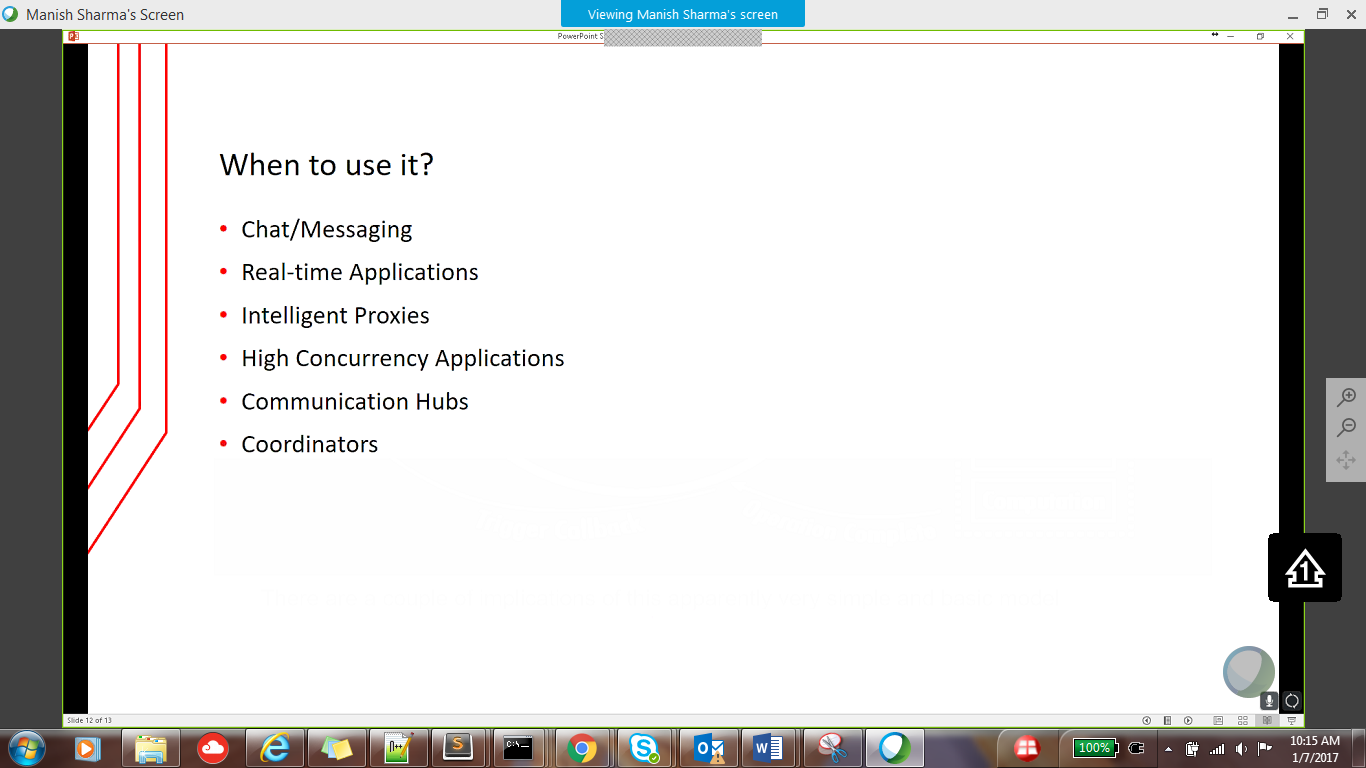 Manish Sharma's Screen
Viewing Manish Sharma's screen
PowerPoint S
When to use it?
• Chat/Messaging
• Real-time Applications
• Intelligent Proxies
• High Concurrency Applications
• Communication Hubs
• Coordinators
1
Slide 12 of 13
100%
10:15 AM
1/7/2017